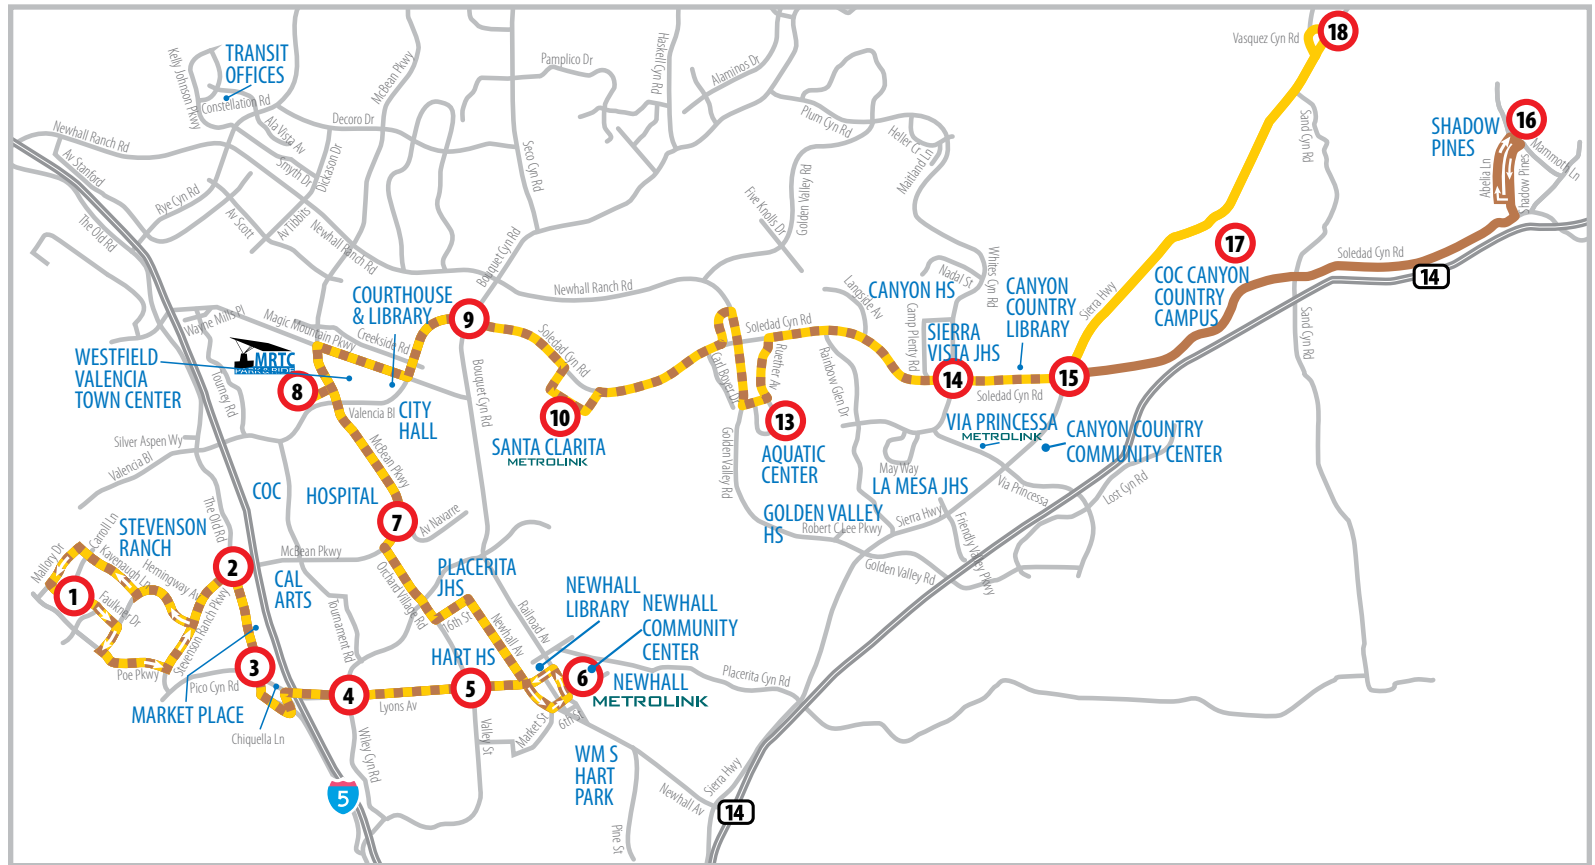 18
Vasquez Cyn Rd
TRANSIT
OFFICES
Kelly Johnson Pkwy
Constellation Rd
McBean Pkwy
Pamplico Dr
Haskell Cyn Rd
Alaminos Dr
Ala Vista Av
Decoro Dr
Plum Cyn Rd
Heller Cr
Maitland Ln
Sand Cyn Rd
SHADOW
PINES
16
Mammoth Ln
Abelia Ln
Shadow Pines
Newhall Ranch Rd
Av Stanford
Smyth Dr
Dickason Dr
Seco Cyn Rd
Rye Cyn Rd
Av Scott
Av Tibbits
Newhall Ranch Rd
The Old Rd
Bouquet Cyn Rd
Five Knolls Dr
Golden Valley Rd
Whites Cyn Rd
Nadal St
17
COC CANYON
COUNTRY
CAMPUS
Soledad Cyn Rd
14
Newhall Ranch Rd
Langside Av
CANYON HS
Camp Plenty Rd
CANYON
COUNTRY
LIBRARY
Sierra Hwy
Sand Cyn Rd
COURTHOUSE
& LIBRARY
9
Wayne Mills Pl
Magic Mountain Pkwy
Creekside Rd
Soledad Cyn Rd
Soledad Cyn Rd
SIERRA
VISTA JHS
WESTFIELD
VALENCIA
TOWN CENTER
MRTC
PARK & RIDE
8
Tourney Rd
Valencia Bl
CITY
HALL
Bouquet Cyn Rd
10
SANTA CLARITA
METROLINK
Carl Boyer Dr
Ruether Av
Rainbow Glen Dr
13
AQUATIC
CENTER
14
15
Soledad Cyn Rd
VIA PRINCESSA
METROLINK
CANYON COUNTRY
COMMUNITY CENTER
Silver Aspen Wy
Valencia Bl
McBean Pkwy
Golden Valley Rd
May Way
LA MESA JHS
Via Princessa
Lost Cyn Rd
COC
HOSPITAL
7
Av Navarre
GOLDEN VALLEY
HS
Robert C Lee Pkwy
Sierra Hwy
Friendly Valley Pkwy
Golden Valley Rd
The Old Rd
STEVENSON
RANCH
Carroll Ln
Kavenaugh Ln
Mallory Dr
Hemingway Av
1
Faulkner Dr
2
Stevenson Ranch Pkwy
Poe Pkwy
McBean Pkwy
CAL
ARTS
Orchard Village Rd
PLACERITA
JHS
16th St
Newhall Av
Railroad Av
NEWHALL
LIBRARY
NEWHALL
COMMUNITY
CENTER
Tournament Rd
HART HS
3
Pico Cyn Rd
MARKET PLACE
Chiquella Ln
4
Lyons Av
5
6
NEWHALL
METROLINK
Placerita Cyn Rd
Market St
6th St
Valley St
Wiley Cyn Rd
5
WM S
HART
PARK
Newhall Av
Pine St
Sierra Hwy
14